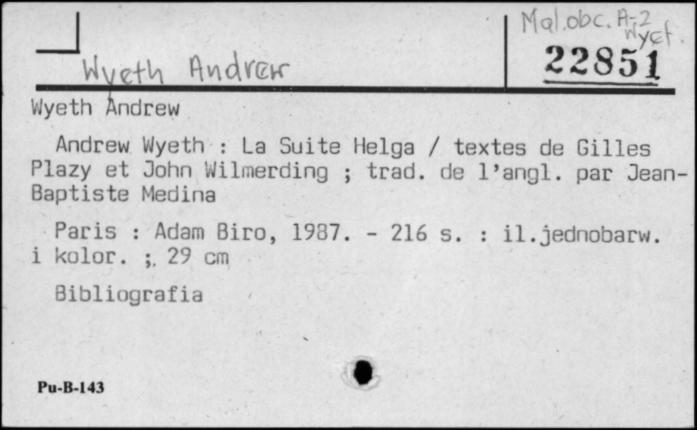 Mal.obc. A-2
Wyet.
22851
Wyeth Andrew
Wyeth Andrew
Andrew Wyeth : La Suite Helga / textes de Gilles
Plazy et John Wilmerding ; trad. de l'angl. par Jean-
Baptiste Medina
Paris : Adam Biro, 1987. - 216 s. : il.jednobarw.
i kolor. ; 29 cm
Bibliografia
Pu-B-143